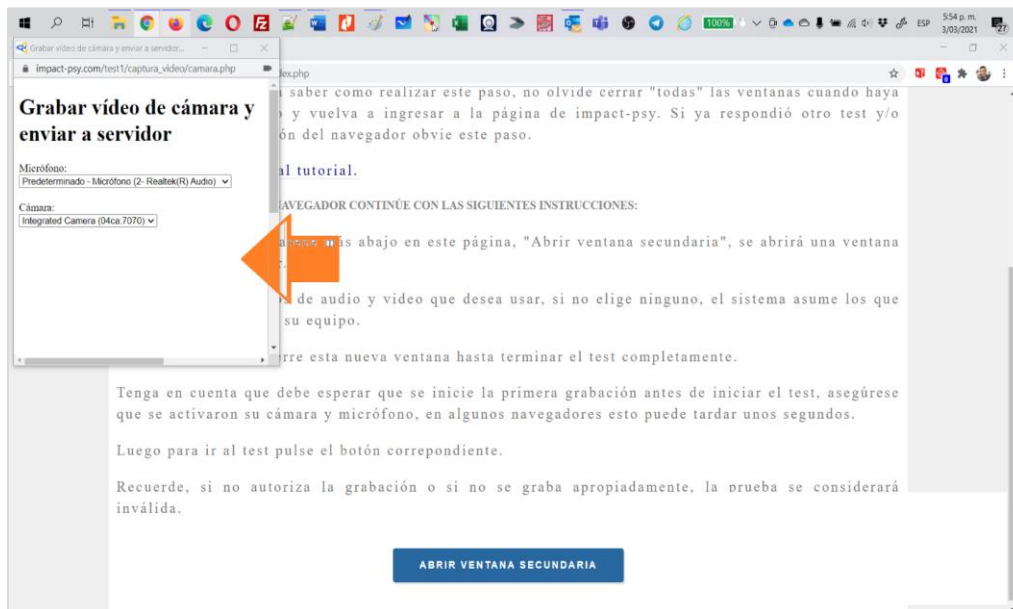 100%
ESP
5:54 p. m.
3/03/2021
27
Grabar vídeo de cámara y enviar a servidor...
impact-psy.com/test1/captura_video/camara.php
dex.php
Grabar vídeo de cámara y
enviar a servidor
Micrófono:
Predeterminado - Micrófono (2- Realtek(R) Audio)
Cámara:
Integrated Camera (04ca:7070)
saber como realizar este paso, no olvide cerrar "todas" las ventanas cuando haya
y vuelva a ingresar a la página de impact-psy. Si ya respondió otro test y/o
ón del navegador obvie este paso.
al tutorial.
AVEGADOR CONTINÚE CON LAS SIGUIENTES INSTRUCCIONES:
más abajo en este página, "Abrir ventana secundaria", se abrirá una ventana
r.
de audio y video que desea usar, si no elige ninguno, el sistema asume los que
su equipo.
rre esta nueva ventana hasta terminar el test completamente.
Tenga en cuenta que debe esperar que se inicie la primera grabación antes de iniciar el test, asegúrese
que se activaron su cámara y micrófono, en algunos navegadores esto puede tardar unos segundos.
Luego para ir al test pulse el botón correpondiente.
Recuerde, si no autoriza la grabación o si no se graba apropiadamente, la prueba se considerará
inválida.
ABRIR VENTANA SECUNDARIA